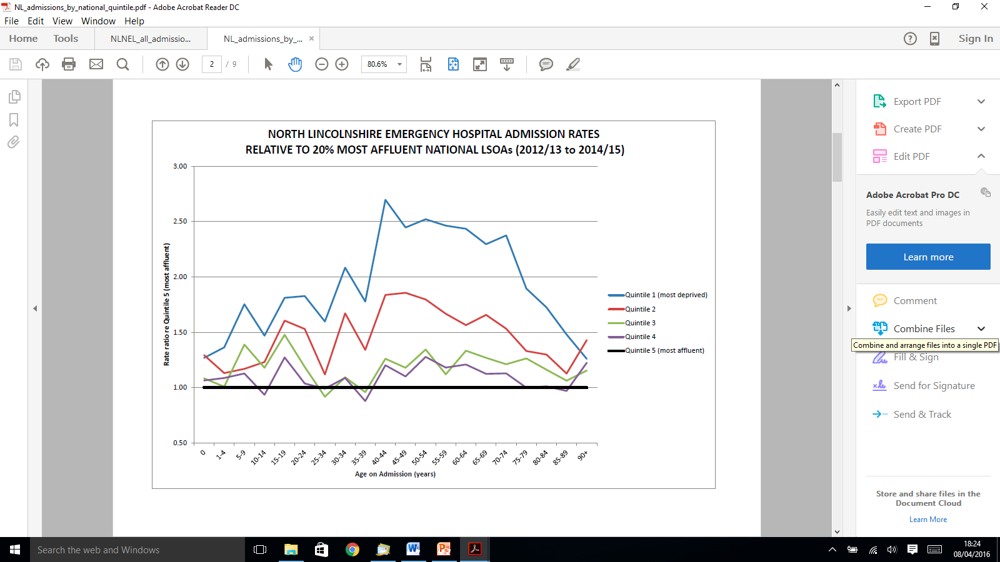 NL_admissions_by_national_quintile.pdf - Adobe Acrobat Reader DC
File Edit View Window Help
Home Tools NLNEL_all_admissio... NL_admissions_by_... Sign In
2 / 9 80.6%
NORTH LINCOLNSHIRE EMERGENCY HOSPITAL ADMISSION RATES
RELATIVE TO 20% MOST AFFLUENT NATIONAL LSOAs (2012/13 to 2014/15)
3.00
2.50
2.00
1.50
1.00
0.50
Rate ratio re Quintile 5 (most affluent)
0 1-4 5-9 10-14 15-19 20-24 25-34 30-34 35-39 40-44 45-49 50-54 55-59 60-64 65-69 70-74 75-79 80-84 85-89 90+
Age on Admission (years)
Quintile 1 (most deprived)
Quintile 2
Quintile 3
Quintile 4
Quintile 5 (most affluent)
Export PDF
Create PDF
Edit PDF
Adobe Acrobat Pro DC
Easily edit text and images in
PDF documents
Learn more
Comment
Combine Files
Combine and arrange files into a single PDF
Fill & Sign
Send for Signature
Send & Track
Store and share files in the
Document Cloud
Learn More
Search the web and Windows
18:24
08/04/2016